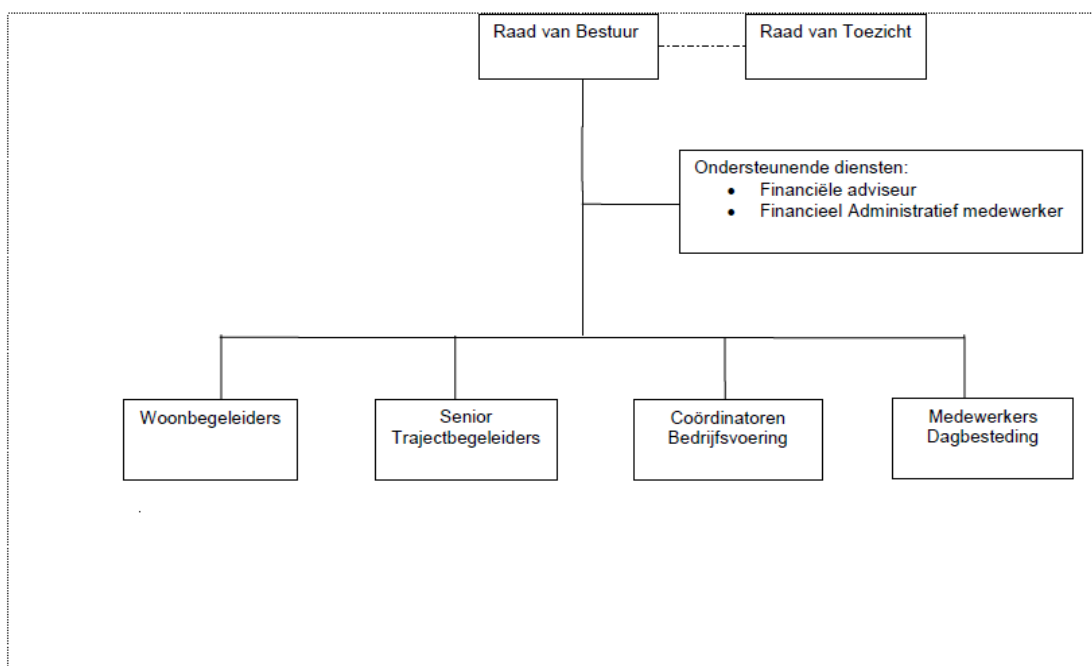 Raad van Bestuur
Raad van Toezicht
Ondersteunende diensten:
• Financiële adviseur
• Financieel Administratief medewerker
Woonbegeleiders
Senior
Trajectbegeleiders
Coördinatoren
Bedrijfsvoering
Medewerkers
Dagbesteding
.